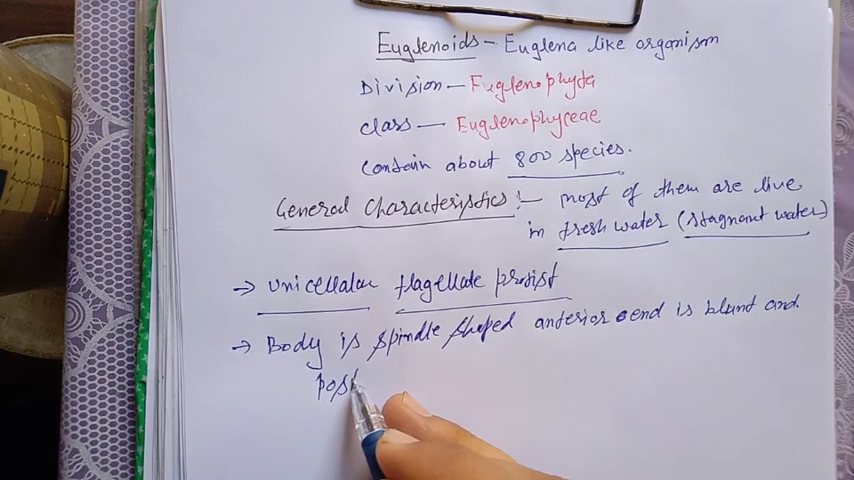 Euglenoids - Euglena like organism
Division - Euglenophyta
class - Euglenophyceae
Contain about 800 species.
General characteristics :- most of them are live
in fresh water (stagnant water)
→ Unicellular flagellate protist
→ Body is spindle shaped anterior end is blunt and
post